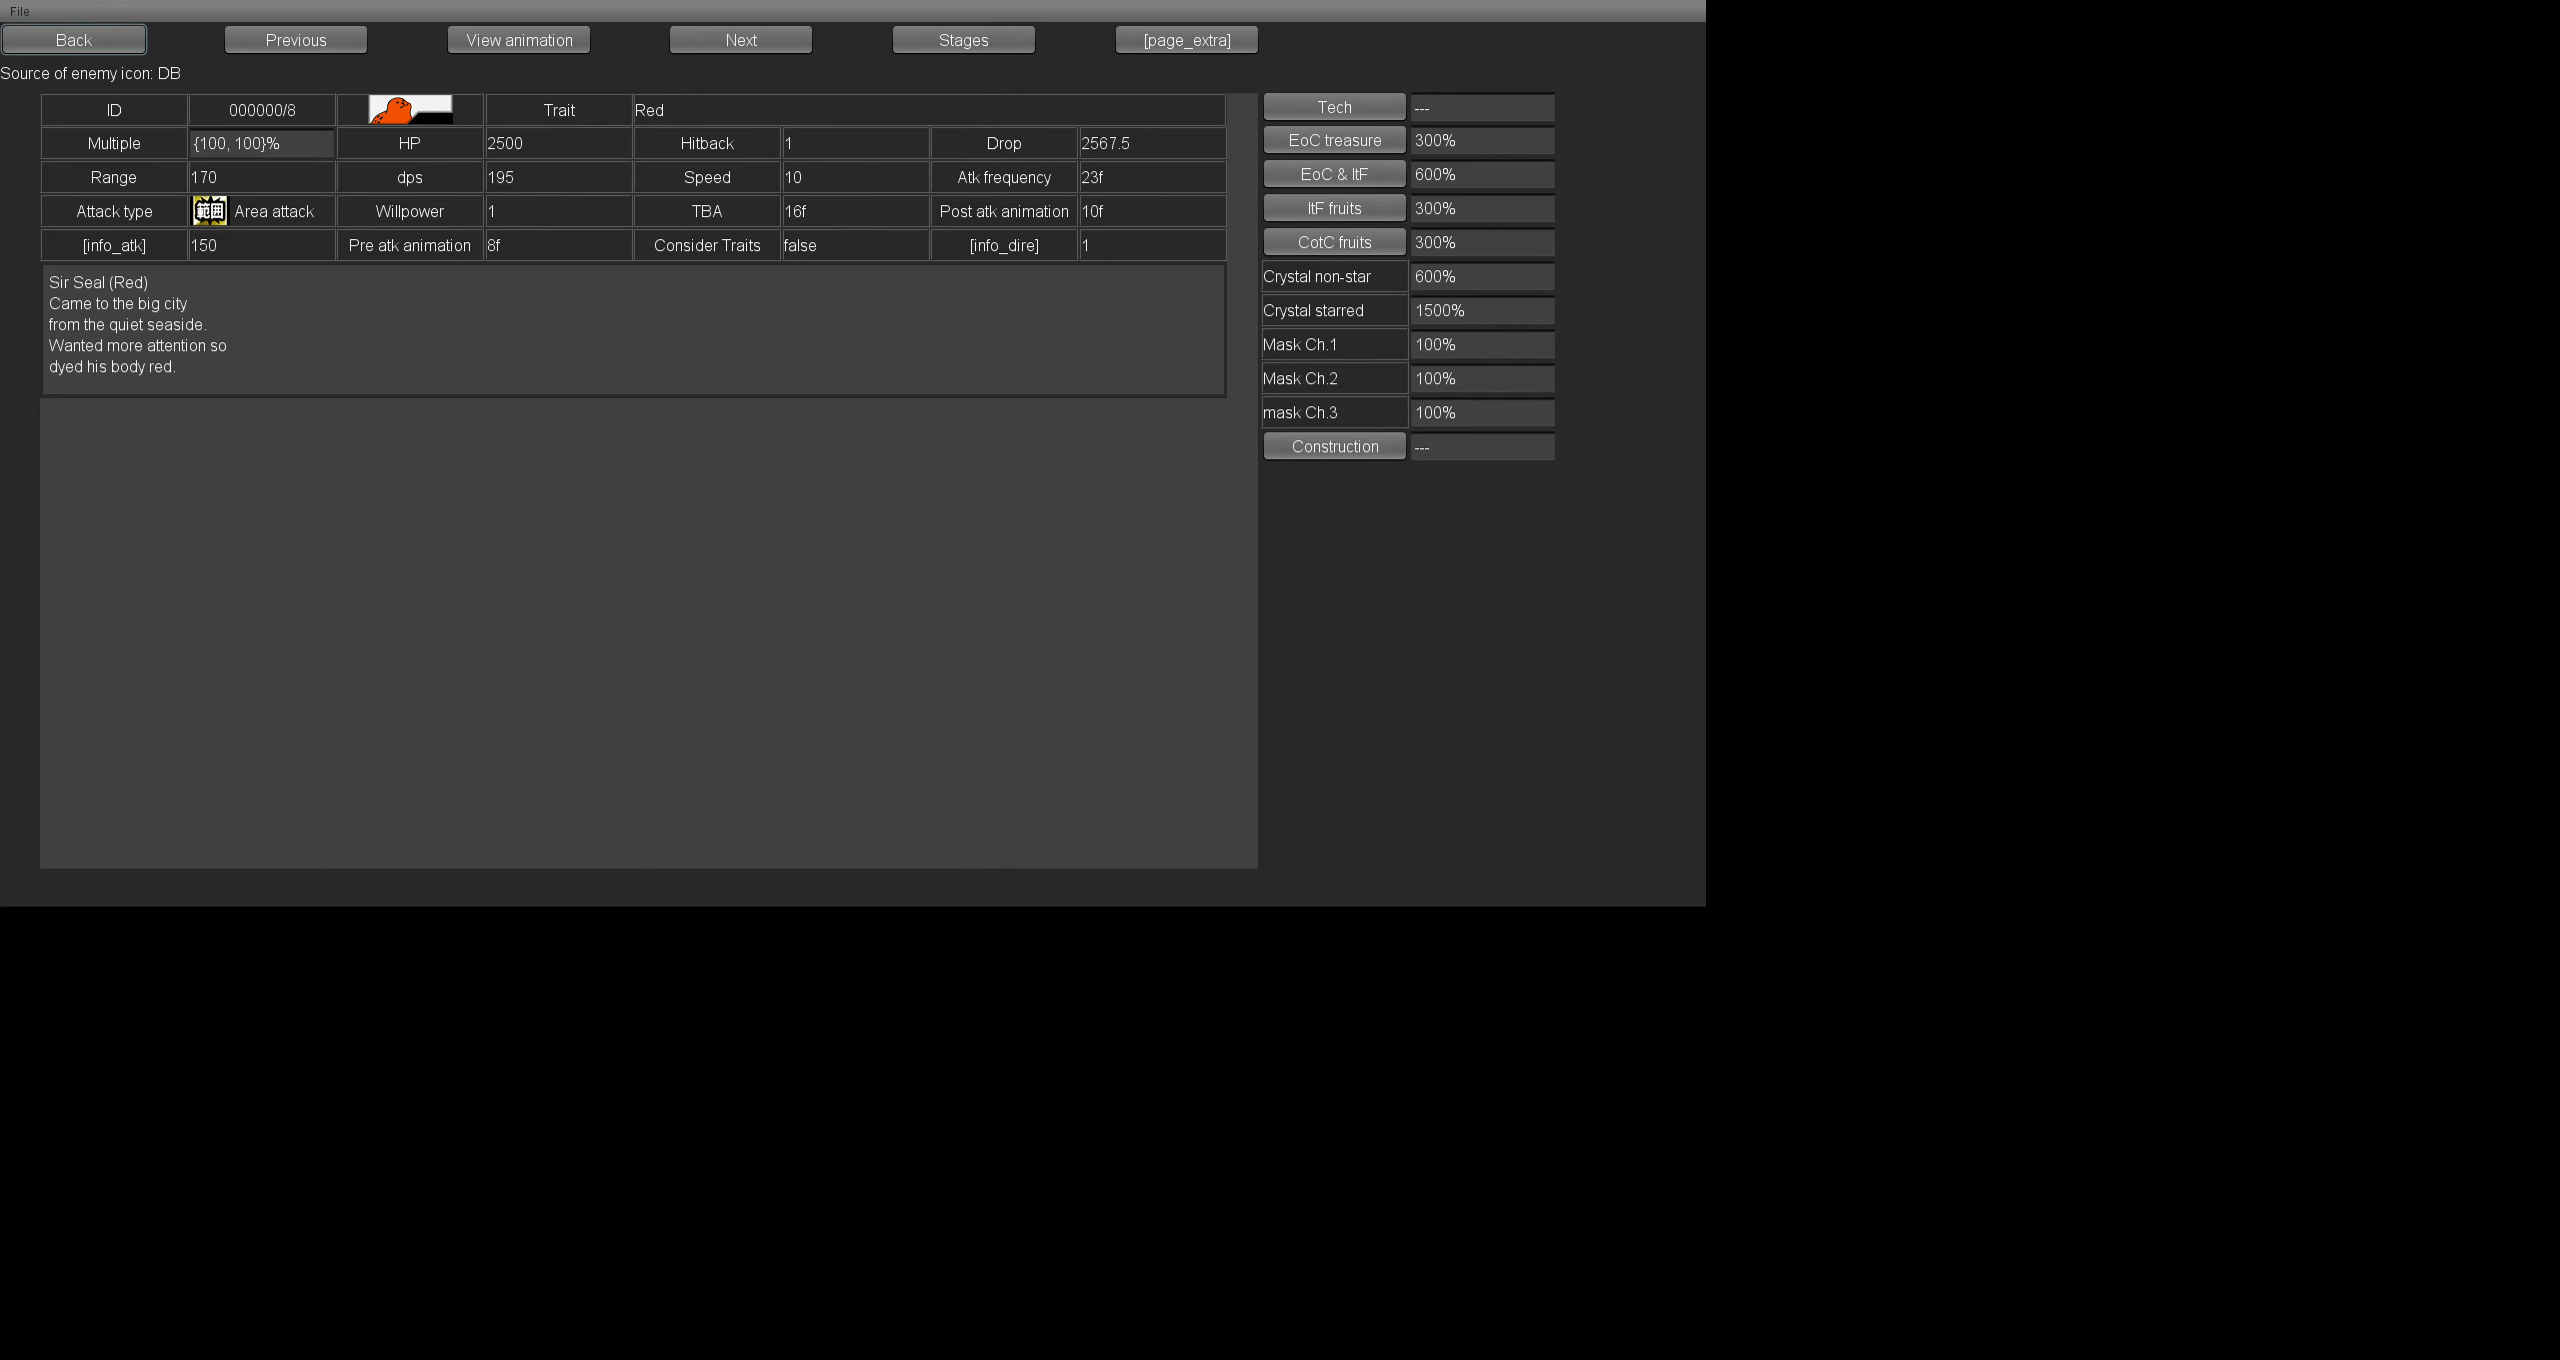 File
Back Previous View animation Next Stages [page_extra]
Source of enemy icon: DB
ID 000000/8 Trait Red
Multiple {100, 100}% HP 2500 Hitback 1 Drop 2567.5
Range 170 dps 195 Speed 10 Atk frequency 23f
Attack type 範囲 Area attack Willpower 1 TBA 16f Post atk animation 10f
[info_atk] 150 Pre atk animation 8f Consider Traits false [info_dire] 1
Sir Seal (Red)
Came to the big city
from the quiet seaside.
Wanted more attention so
dyed his body red.
Tech ---
EoC treasure 300%
EoC & ItF 600%
ItF fruits 300%
CotC fruits 300%
Crystal non-star 600%
Crystal starred 1500%
Mask Ch.1 100%
Mask Ch.2 100%
mask Ch.3 100%
Construction ---